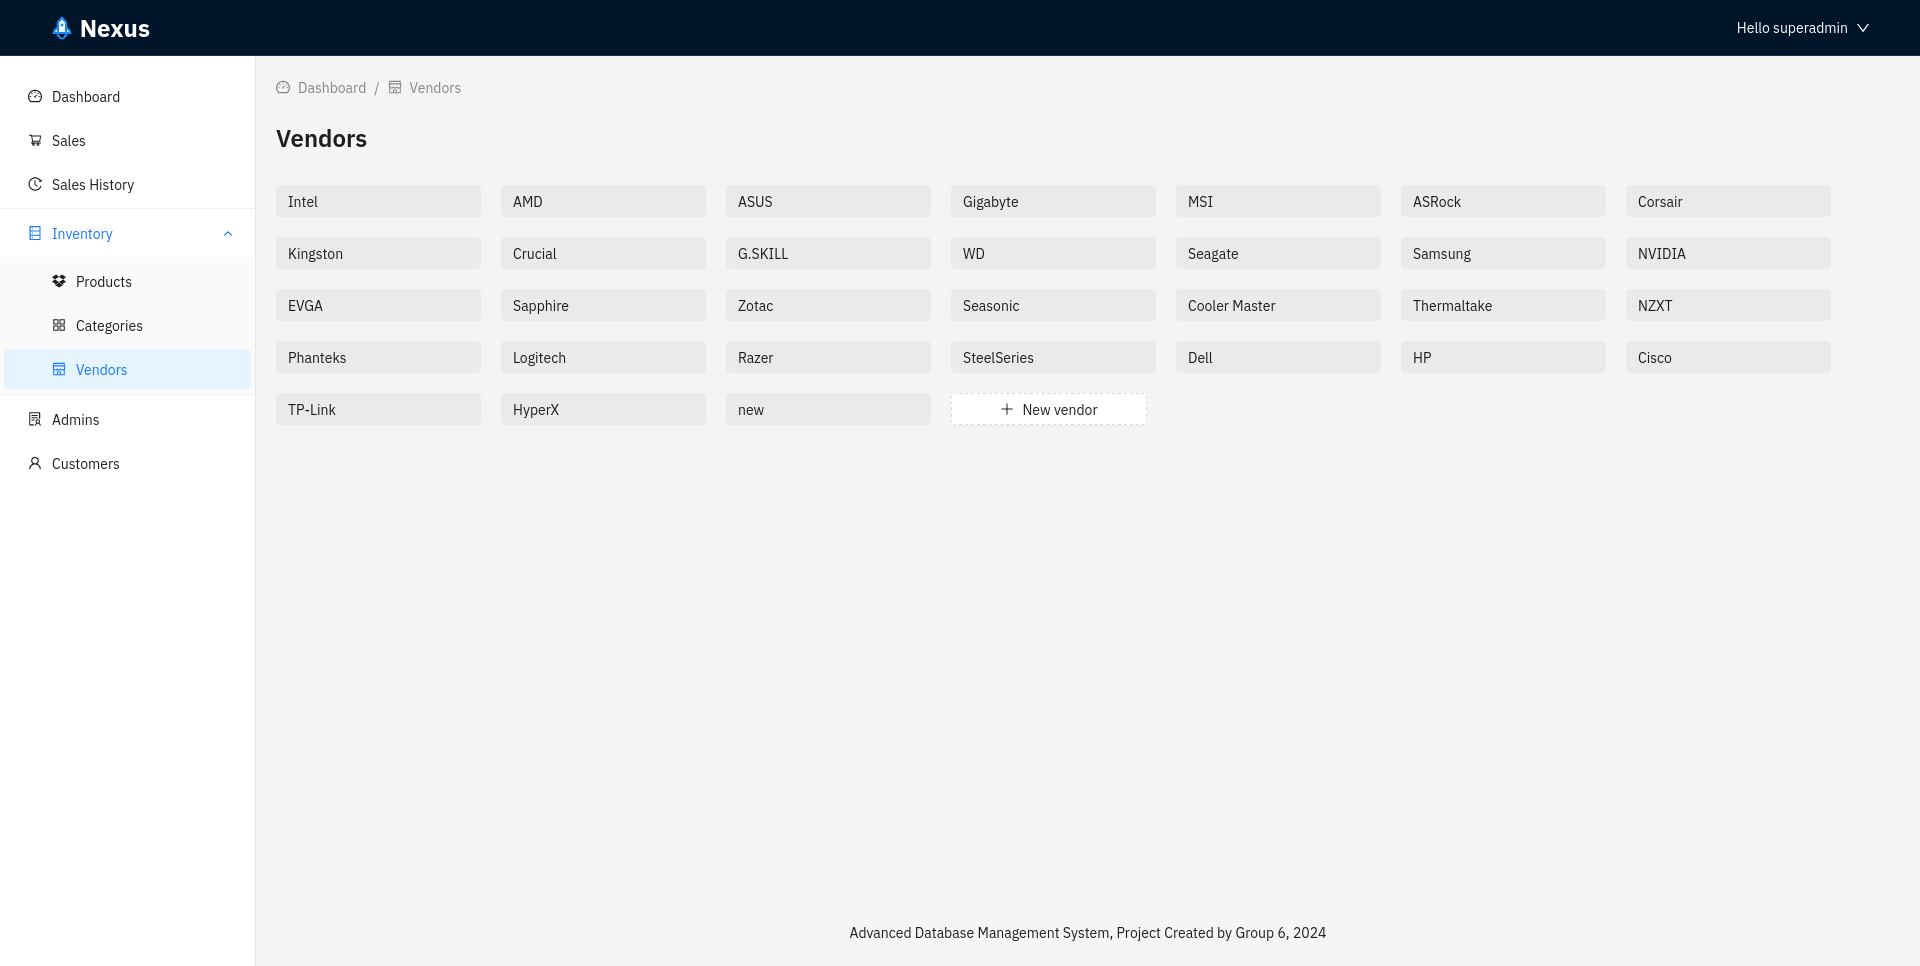 Nexus
Hello superadmin
Dashboard
Sales
Sales History
Inventory
Products
Categories
Vendors
Admins
Customers
Dashboard / Vendors
Vendors
Intel AMD ASUS Gigabyte MSI ASRock Corsair
Kingston Crucial G.SKILL WD Seagate Samsung NVIDIA
EVGA Sapphire Zotac Seasonic Cooler Master Thermaltake NZXT
Phanteks Logitech Razer SteelSeries Dell HP Cisco
TP-Link HyperX new New vendor
Advanced Database Management System, Project Created by Group 6, 2024